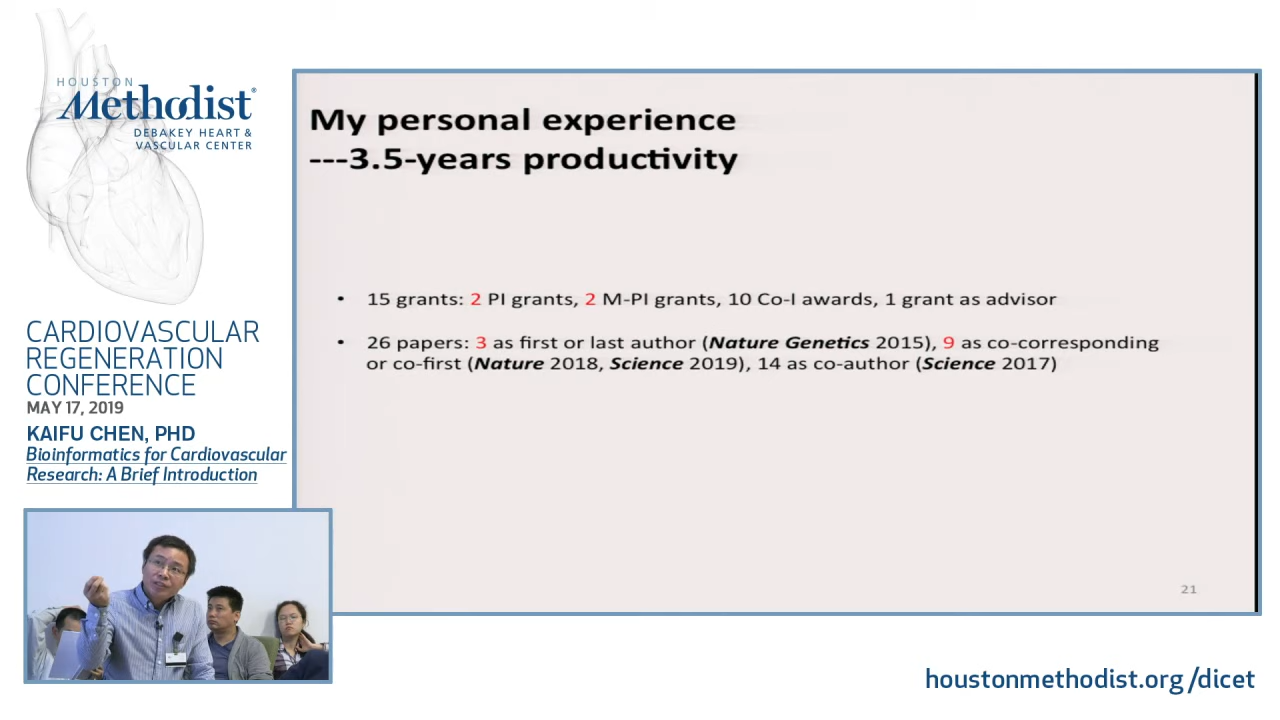 HOUSTON
Methodist®
DEBAKEY HEART &
VASCULAR CENTER
CARDIOVASCULAR
REGENERATION
CONFERENCE
MAY 17, 2019
KAIFU CHEN, PHD
Bioinformatics for Cardiovascular
Research: A Brief Introduction
My personal experience
---3.5-years productivity
• 15 grants: 2 PI grants, 2 M-PI grants, 10 Co-I awards, 1 grant as advisor
• 26 papers: 3 as first or last author (Nature Genetics 2015), 9 as co-corresponding
or co-first (Nature 2018, Science 2019), 14 as co-author (Science 2017)
21
houstonmethodist.org/dicet